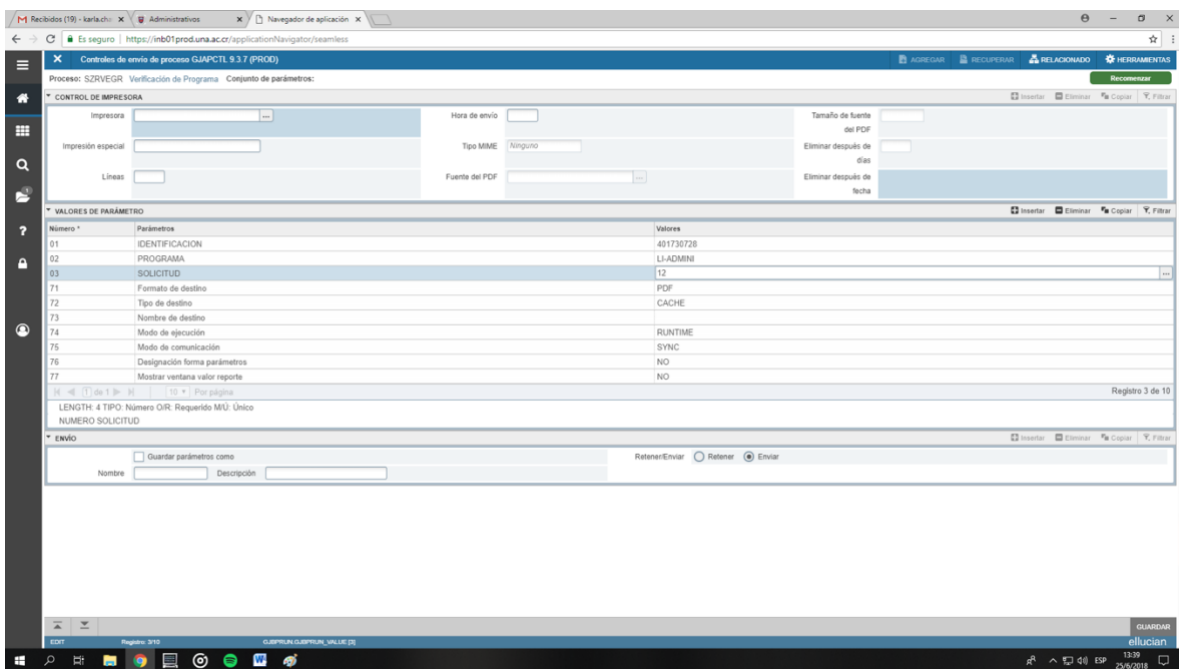 Recibidos (19) - karla.cha
Administrativos
Navegador de aplicación
Es seguro | https://inb01prod.una.ac.cr/applicationNavigator/seamless
Controles de envío de proceso GJAPCTL 9.3.7 (PROD)
AGREGAR RECUPERAR RELACIONADO HERRAMIENTAS
Proceso: SZRVEGR Verificación de Programa Conjunto de parámetros:
Recomenzar
CONTROL DE IMPRESORA
Insertar Eliminar Copiar Filtrar
Impresora ...
Hora de envío
Tamaño de fuente del PDF
Impresión especial
Tipo MIME Ninguno
Eliminar después de días
Líneas
Fuente del PDF ...
Eliminar después de fecha
VALORES DE PARÁMETRO
Insertar Eliminar Copiar Filtrar
Número * Parámetros Valores
01 IDENTIFICACION 401730728
02 PROGRAMA LI-ADMINI
03 SOLICITUD 12 ...
71 Formato de destino PDF
72 Tipo de destino CACHE
73 Nombre de destino
74 Modo de ejecución RUNTIME
75 Modo de comunicación SYNC
76 Designación forma parámetros NO
77 Mostrar ventana valor reporte NO
1 de 1 10 Por página Registro 3 de 10
LENGTH: 4 TIPO: Número O/R: Requerido M/Ú: Único
NUMERO SOLICITUD
ENVÍO
Insertar Eliminar Copiar Filtrar
Guardar parámetros como
Retener/Enviar Retener Enviar
Nombre Descripción
GUARDAR
EDIT Registro: 3/10 GJBPRUN.GJBPRUN_VALUE [3] ellucian
ESP 13:39
25/6/2018